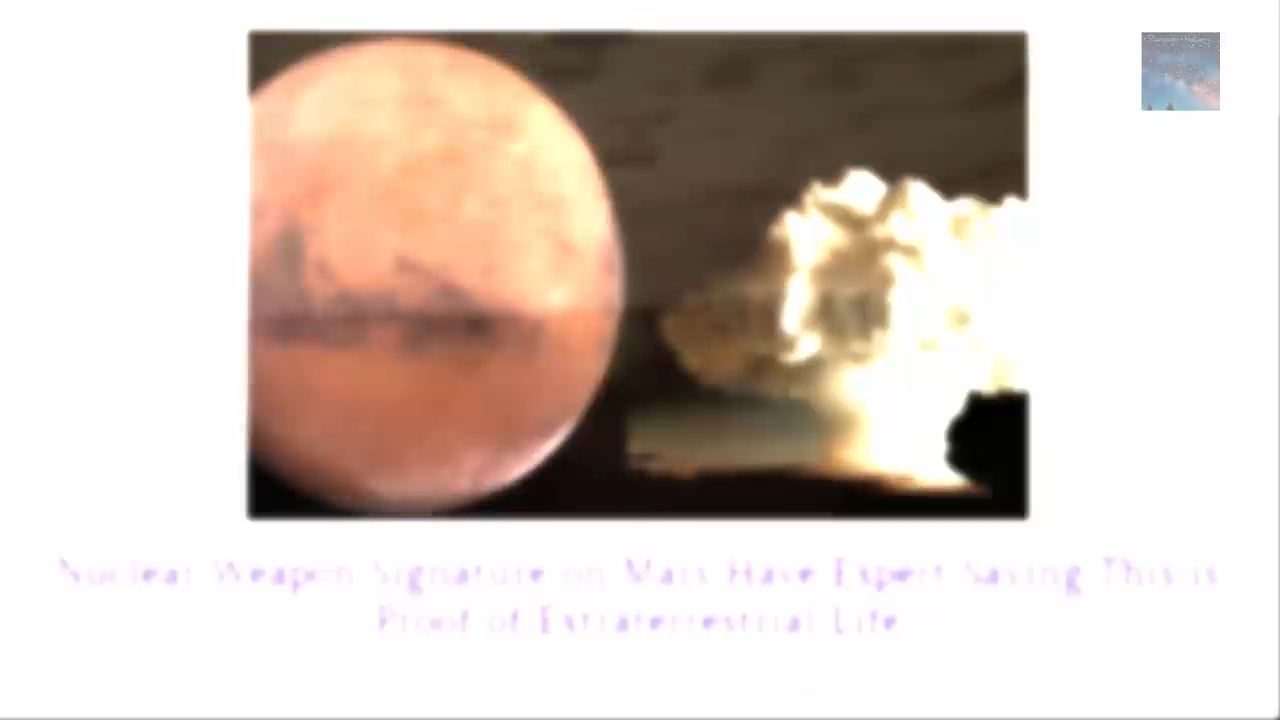 Nuclear Weapon Signature on Mars Have Expert Saying This is
Proof of Extraterrestrial Life